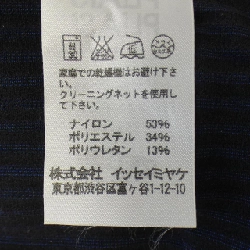 家庭での乾燥機はお避け下さ
い。
クリーニングネットを使用し
て下さい。
ナイロン 53%
ポリエステル 34%
ポリウレタン 13%
株式会社 イッセイミヤケ
東京都渋谷区富ヶ谷1-12-10